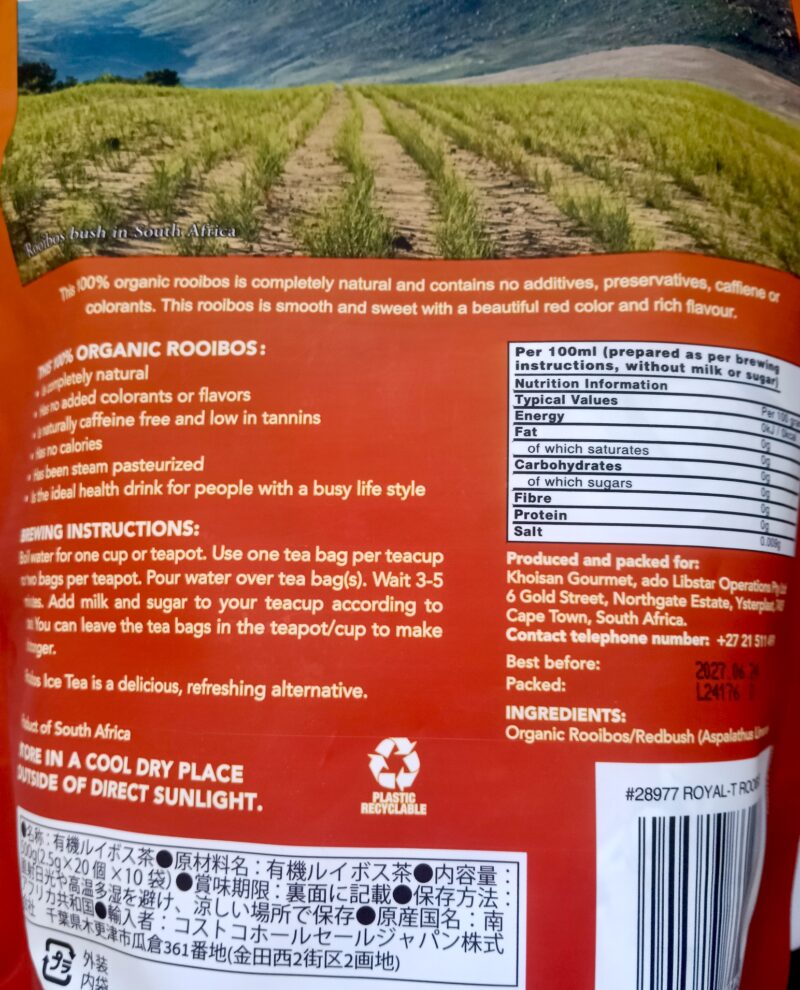 Rooibos bush in South Africa
This 100% organic rooibos is completely natural and contains no additives, preservatives, caffiene or
colorants. This rooibos is smooth and sweet with a beautiful red color and rich flavour.
THIS 100% ORGANIC ROOIBOS:
• Is completely natural
• Has no added colorants or flavors
• Is naturally caffeine free and low in tannins
• Has no calories
• Has been steam pasteurized
• Is the ideal health drink for people with a busy life style
BREWING INSTRUCTIONS:
Boil water for one cup or teapot. Use one tea bag per teacup
or two bags per teapot. Pour water over tea bag(s). Wait 3-5
Add milk and sugar to your teacup according to
You can leave the tea bags in the teapot/cup to make
Ice Tea is a delicious, refreshing alternative.
of South Africa
STORE IN A COOL DRY PLACE
OUTSIDE OF DIRECT SUNLIGHT.
PLASTIC
RECYCLABLE
Per 100ml (prepared as per brewing
instructions, without milk or sugar)
Nutrition Information
Typical Values
Per 100
Energy 0kJ / 0kcal
Fat 0g
of which saturates 0g
Carbohydrates 0g
of which sugars 0g
Fibre 0g
Protein 0g
Salt 0.009g
Produced and packed for:
Khoisan Gourmet, ado Libstar Operations
6 Gold Street, Northgate Estate,
Cape Town, South Africa.
Contact telephone number: +27 21 511
Best before: 2027.06
Packed: L24176
INGREDIENTS:
Organic Rooibos/Redbush (Aspalathus
#28977 ROYAL-T
●名称：有機ルイボス茶●原材料名：有機ルイボス茶●内容量：
500g(2.5g×20個×10袋)●賞味期限：裏面に記載●保存方法：
直射日光や高温多湿を避け、涼しい場所で保存●原産国名：南
アフリカ共和国●輸入者：コストコホールセールジャパン株式
会社 千葉県木更津市瓜倉361番地(金田西2街区2画地)
プラ
外装
内袋